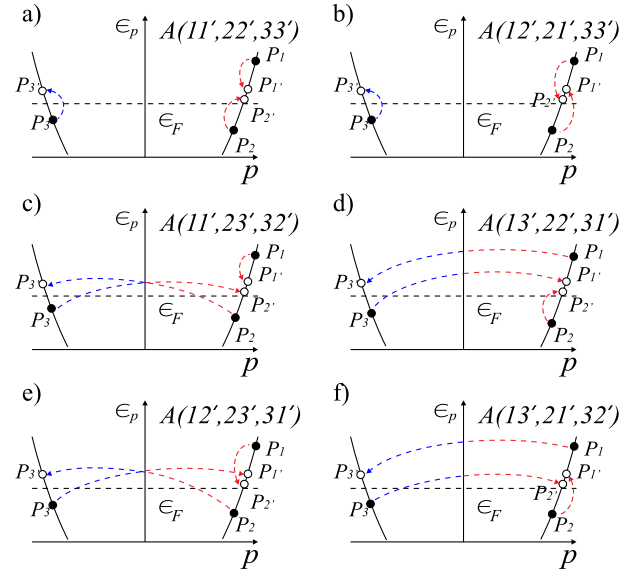 a)
∈p
A(11′,22′,33′)
P1
P3′
P1′
P2′
P3
∈F
P2
p
b)
∈p
A(12′,21′,33′)
P1
P3′
P1′
P2′
P3
∈F
P2
p
c)
∈p
A(11′,23′,32′)
P1
P3′
P1′
P2′
P3
∈F
P2
p
d)
∈p
A(13′,22′,31′)
P1
P3′
P1′
P2′
P3
∈F
P2
p
e)
∈p
A(12′,23′,31′)
P1
P3′
P1′
P2′
P3
∈F
P2
p
f)
∈p
A(13′,21′,32′)
P1
P3′
P1′
P2′
P3
∈F
P2
p